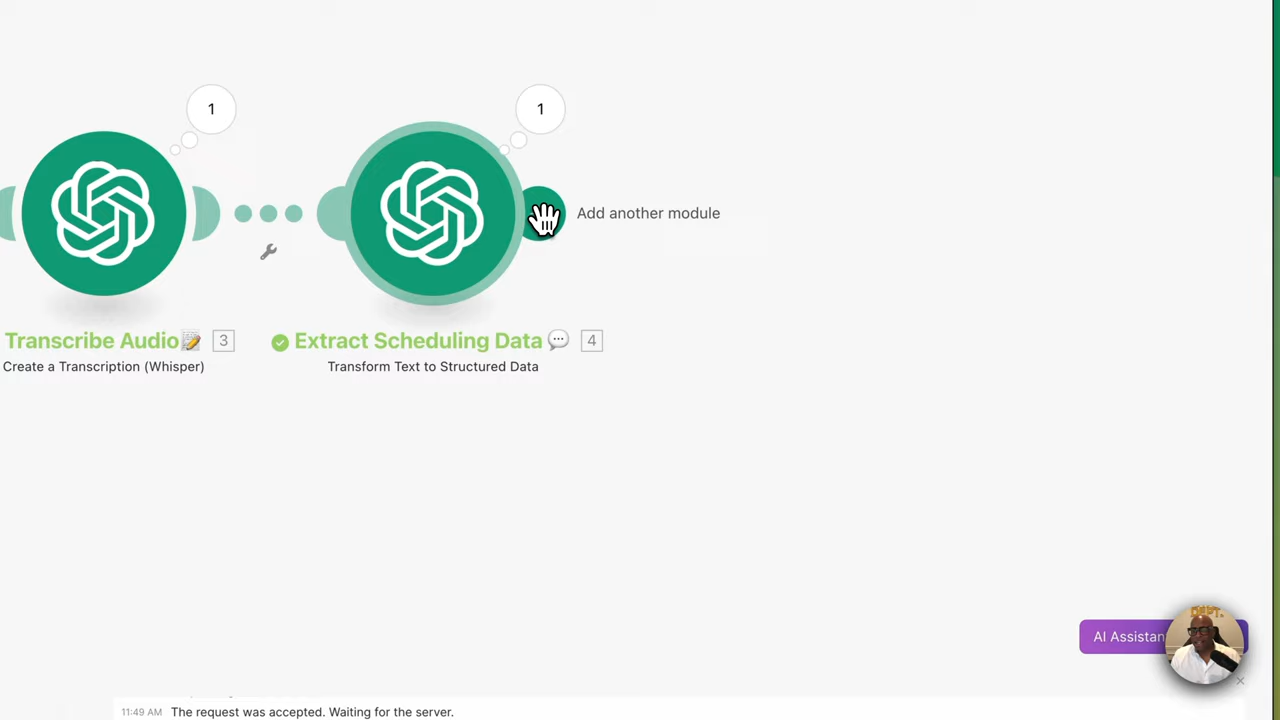 1
1
Add another module
Transcribe Audio 3
Extract Scheduling Data 4
Create a Transcription (Whisper)
Transform Text to Structured Data
AI Assistan
11:49 AM The request was accepted. Waiting for the server.